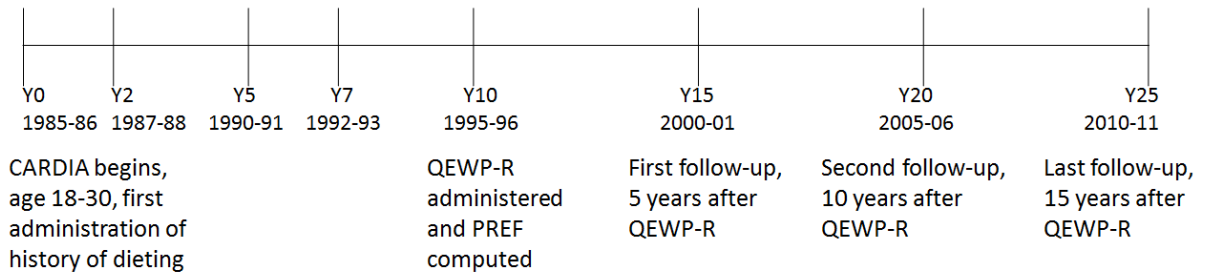 Y0 Y2 Y5 Y7 Y10 Y15 Y20 Y25
1985-86 1987-88 1990-91 1992-93 1995-96 2000-01 2005-06 2010-11
CARDIA begins,
age 18-30, first
administration of
history of dieting
QEWP-R
administered
and PREF
computed
First follow-up,
5 years after
QEWP-R
Second follow-up,
10 years after
QEWP-R
Last follow-up,
15 years after
QEWP-R